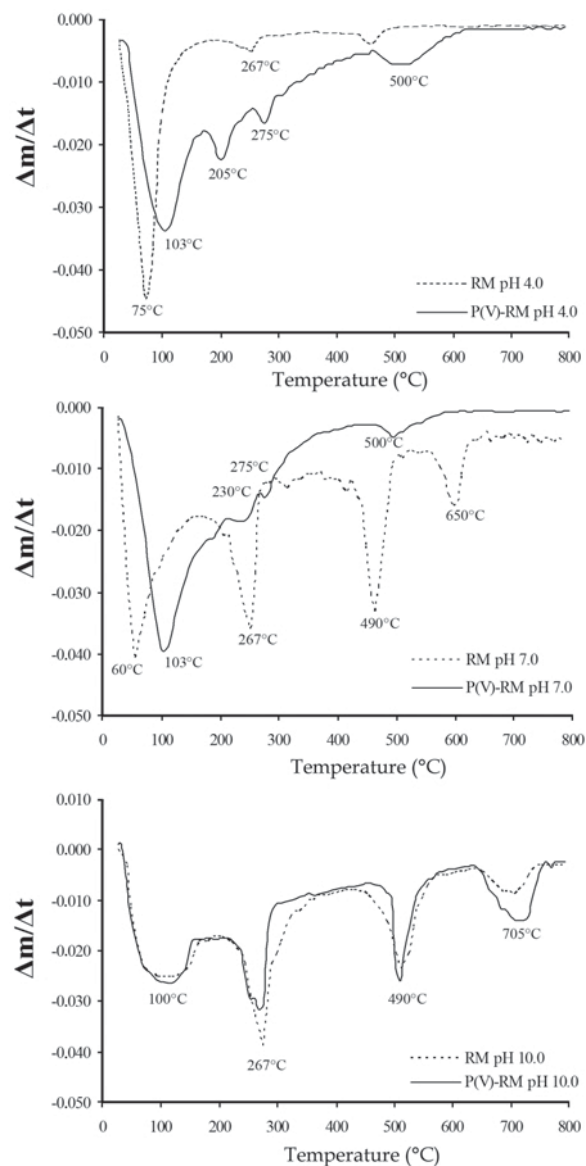 0.000
-0.010
-0.020
-0.030
-0.040
-0.050
Δm/Δt
267°C
500°C
275°C
205°C
103°C
75°C
RM pH 4.0
P(V)-RM pH 4.0
0 100 200 300 400 500 600 700 800
Temperature (°C)
0.000
-0.010
-0.020
-0.030
-0.040
-0.050
Δm/Δt
500°C
275°C
230°C
650°C
490°C
267°C
60°C
103°C
RM pH 7.0
P(V)-RM pH 7.0
0 100 200 300 400 500 600 700 800
Temperature (°C)
0.010
0.000
-0.010
-0.020
-0.030
-0.040
-0.050
Δm/Δt
705°C
100°C
490°C
267°C
RM pH 10.0
P(V)-RM pH 10.0
0 100 200 300 400 500 600 700 800
Temperature (°C)